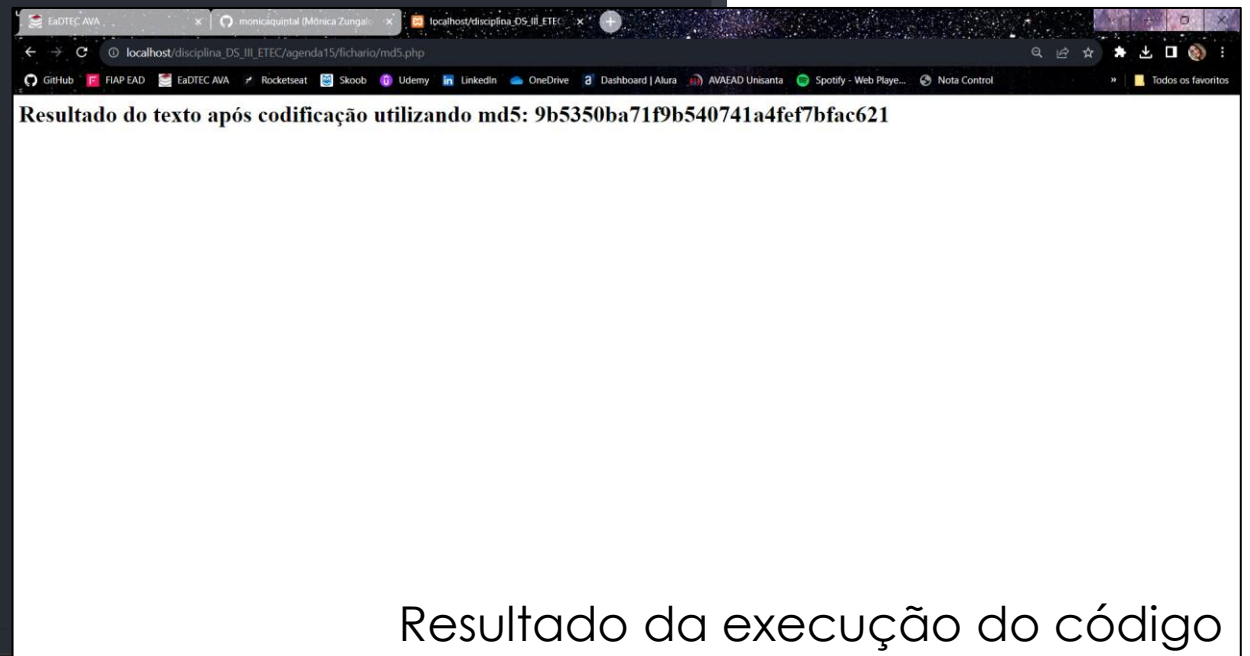 EaDTEC AVA
monicaquintal (Mônica Zungalo
localhost/disciplina_DS_III_ETEC
localhost/disciplina_DS_III_ETEC/agenda15/fichario/md5.php
GitHub FIAP EAD EaDTEC AVA Rocketseat Skoob Udemy LinkedIn OneDrive Dashboard | Alura AVAEAD Unisanta Spotify - Web Playe... Nota Control » Todos os favoritos
Resultado do texto após codificação utilizando md5: 9b5350ba71f9b540741a4fef7bfac621
Resultado da execução do código